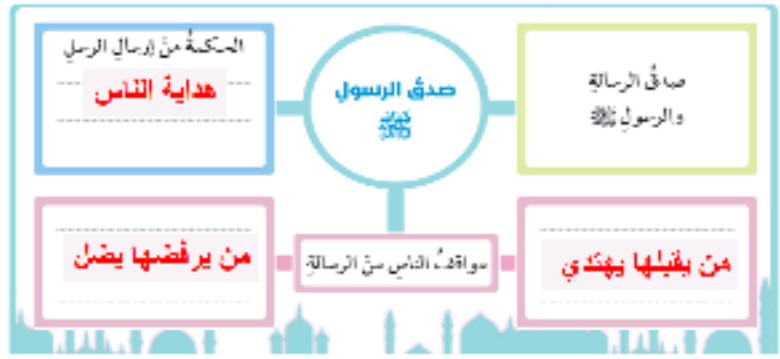 صدق الرسول
ﷺ
صدقُ الرسالةِ
والرسولِ ﷺ
الحكمةُ منْ إرسالِ الرسلِ
هداية الناس
مواقفُ الناسِ منَ الرسالةِ
من يقبلها يهتدي
من يرفضها يضل